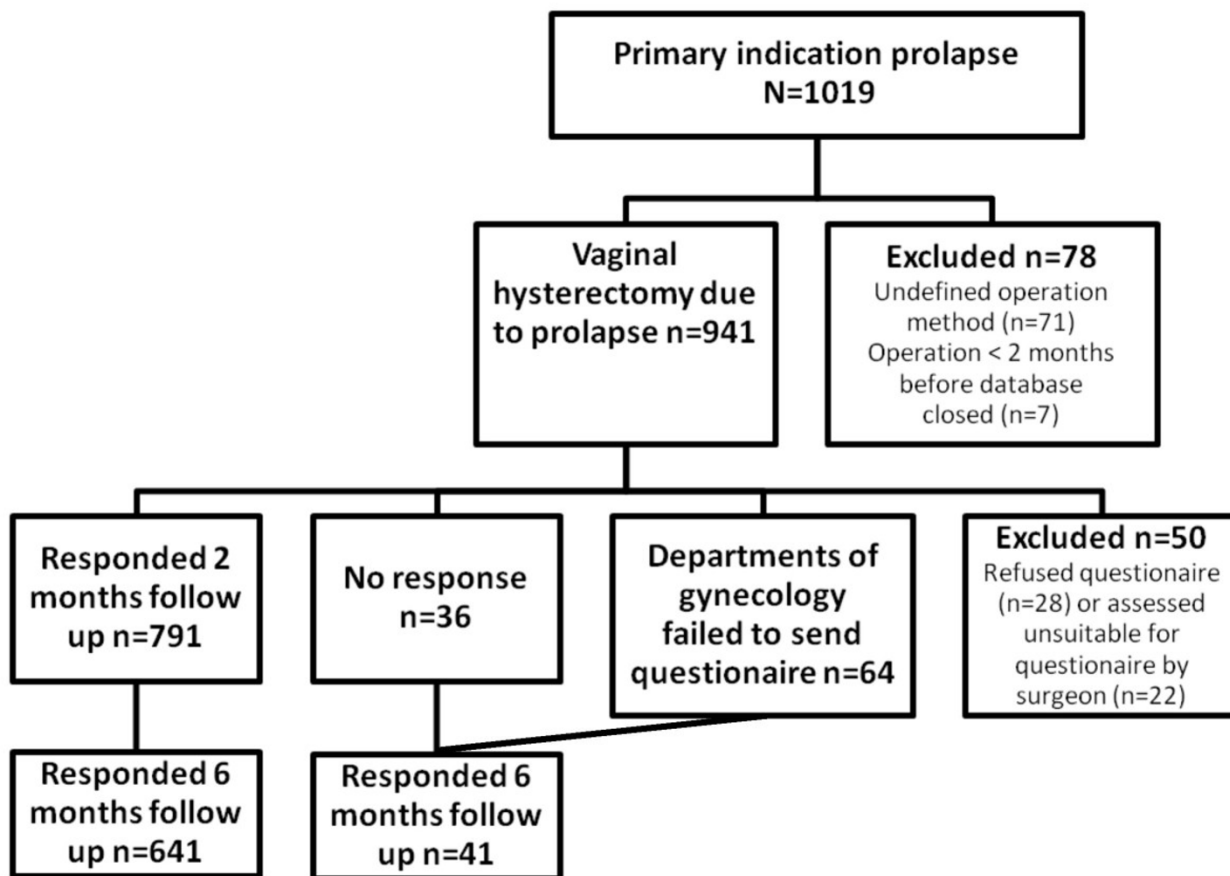 Primary indication prolapse
N=1019
Vaginal
hysterectomy due
to prolapse n=941
Excluded n=78
Undefined operation
method (n=71)
Operation < 2 months
before database
closed (n=7)
Responded 2
months follow
up n=791
No response
n=36
Departments of
gynecology
failed to send
questionaire n=64
Excluded n=50
Refused questionaire
(n=28) or assessed
unsuitable for
questionaire by
surgeon (n=22)
Responded 6
months follow
up n=641
Responded 6
months follow
up n=41